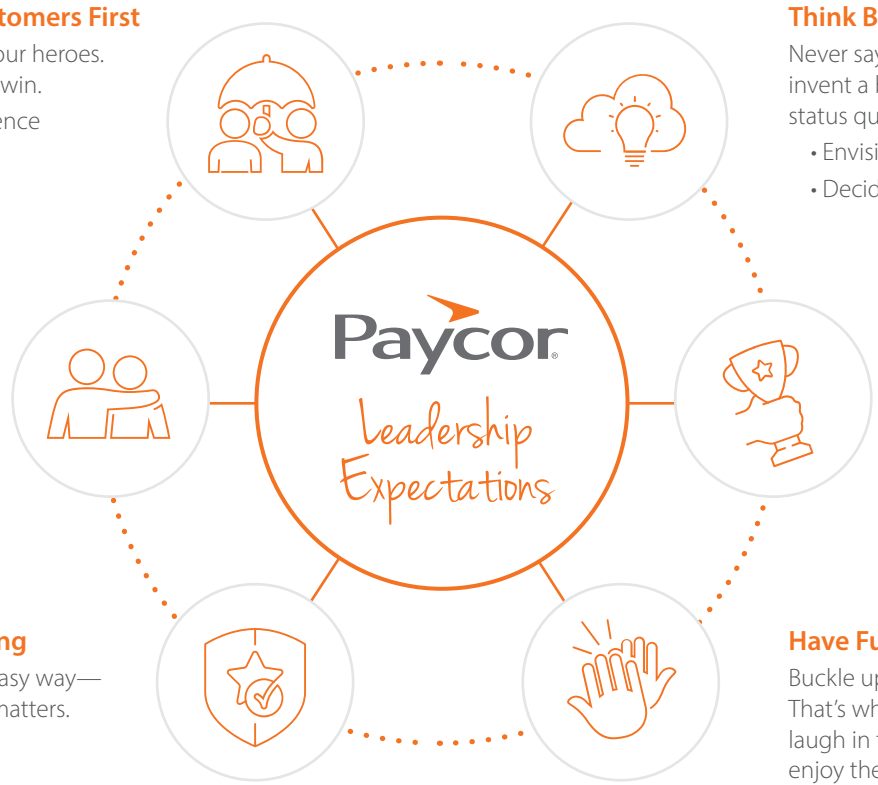 tomers First
our heroes.
win.
ence
Think B
Never say
invent a
status qu
• Envisi
• Decid
Paycor
Leadership
Expectations
ng
asy way—
matters.
Have Fu
Buckle up
That's wh
laugh in
enjoy the